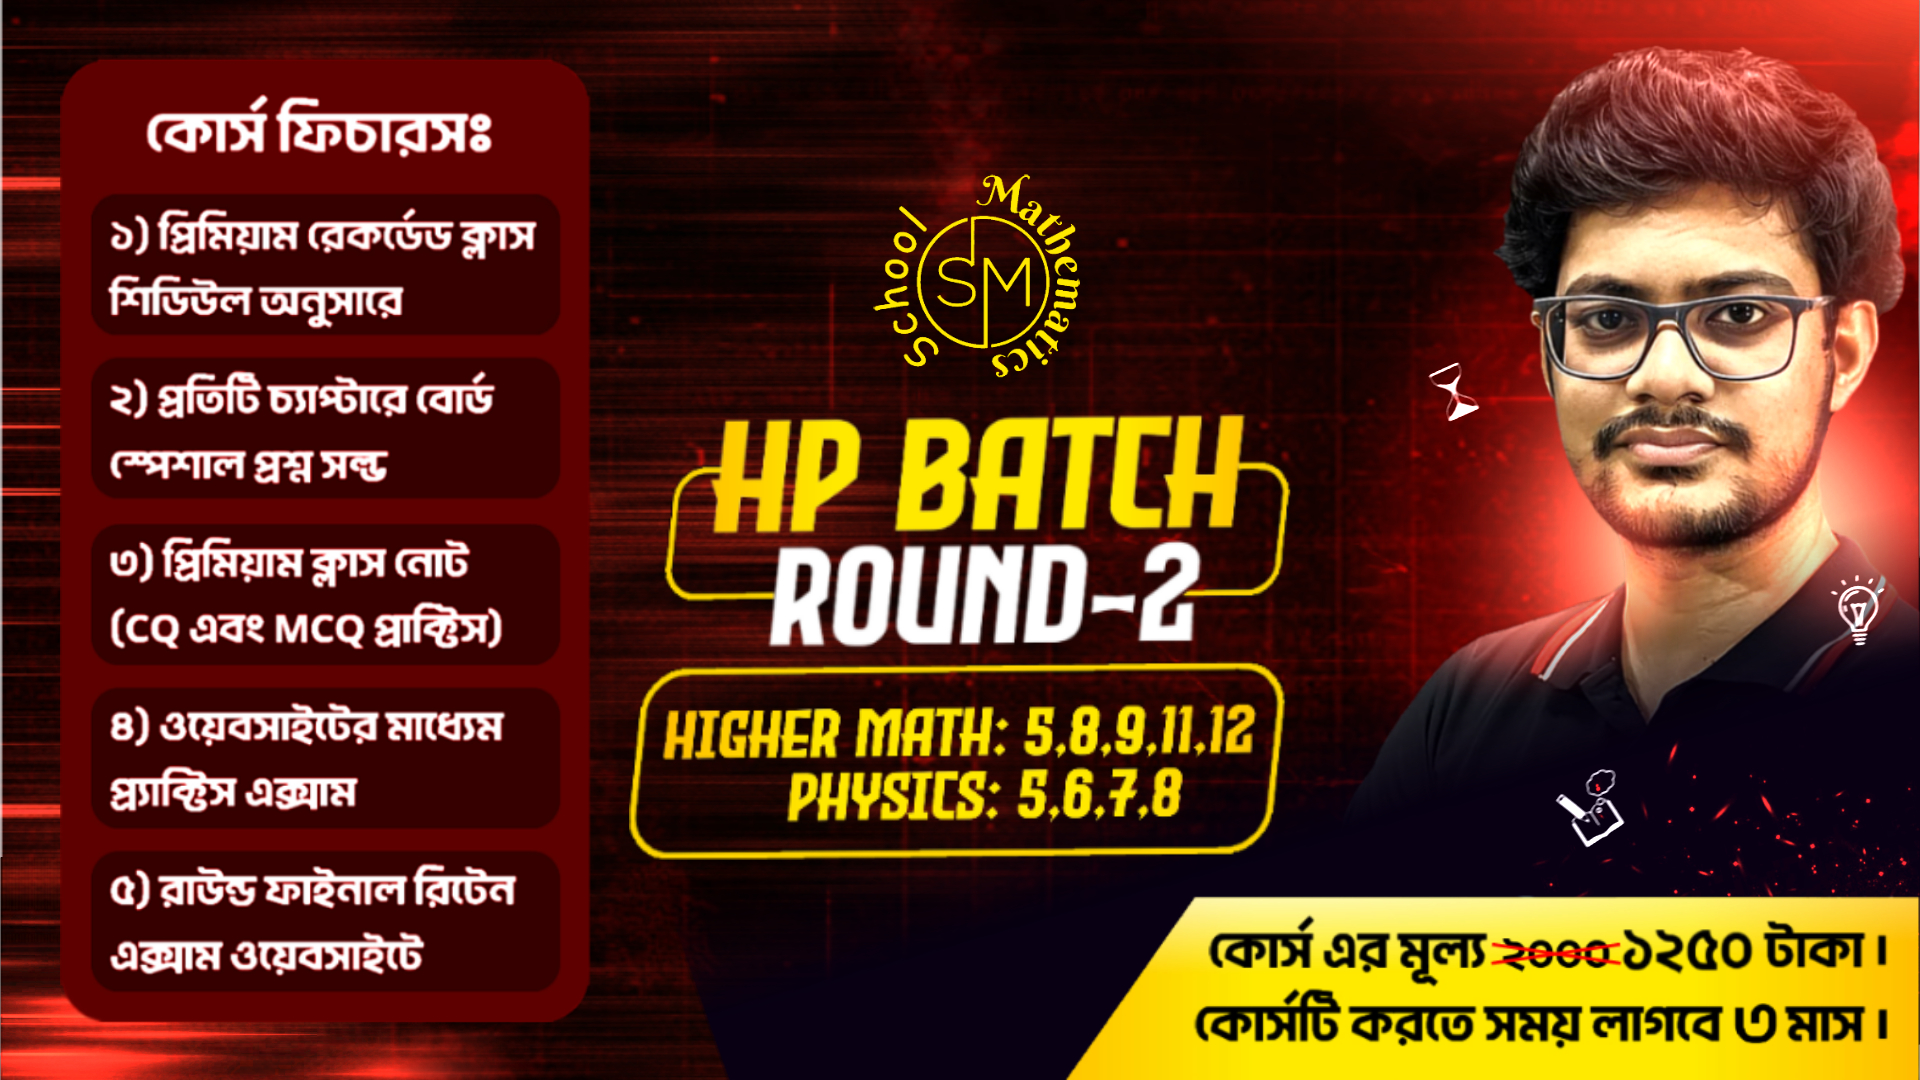 কোর্স ফিচারসঃ
১) প্রিমিয়াম রেকর্ডেড ক্লাস
শিডিউল অনুসারে
২) প্রতিটি চ্যাপ্টারে বোর্ড
স্পেশাল প্রশ্ন সল্ভ
৩) প্রিমিয়াম ক্লাস নোট
(CQ এবং MCQ প্রাক্টিস)
৪) ওয়েবসাইটের মাধ্যেম
প্র্যাক্টিস এক্সাম
৫) রাউন্ড ফাইনাল রিটেন
এক্সাম ওয়েবসাইটে
School Mathematics
SM
HP BATCH
ROUND-2
HIGHER MATH: 5,8,9,11,12
PHYSICS: 5,6,7,8
কোর্স এর মূল্য ২০০০ ১২৫০ টাকা।
কোর্সটি করতে সময় লাগবে ৩ মাস।